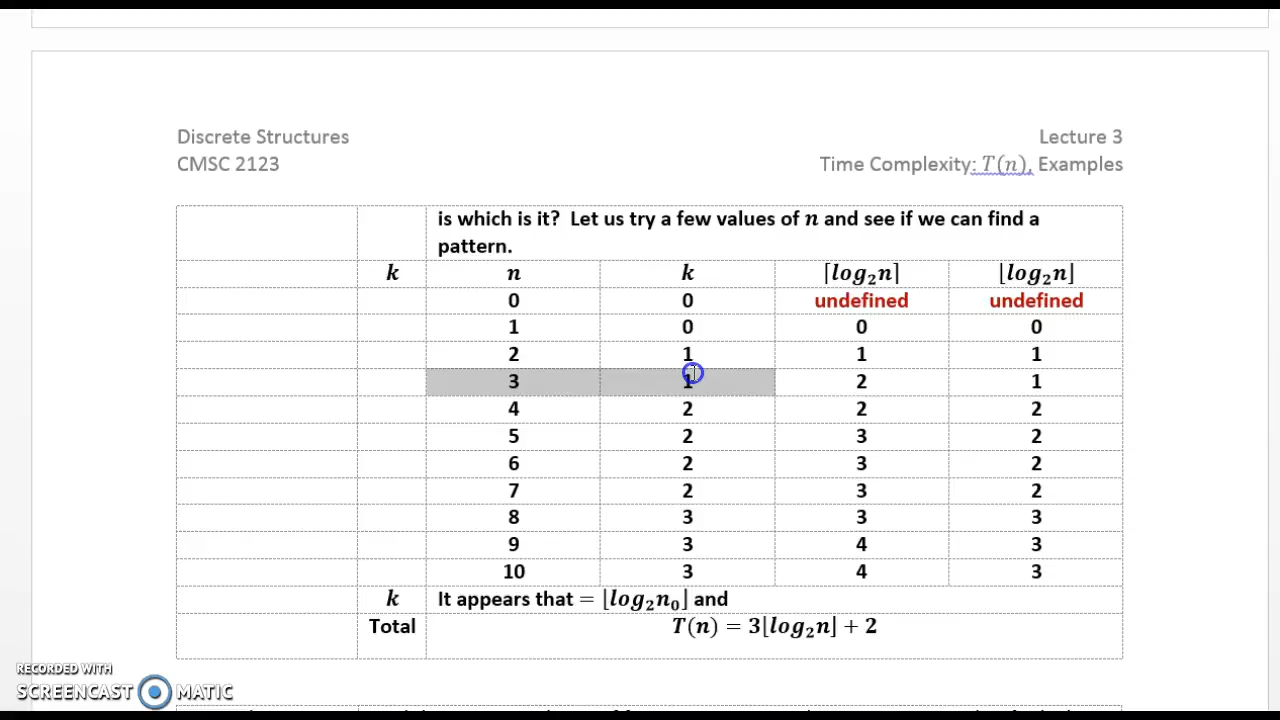 Discrete Structures Lecture 3
CMSC 2123 Time Complexity: T(n), Examples
is which is it? Let us try a few values of n and see if we can find a
pattern.
k n k ⌈log₂n⌉ ⌊log₂n⌋
0 0 undefined undefined
1 0 0 0
2 1 1 1
3 1 2 1
4 2 2 2
5 2 3 2
6 2 3 2
7 2 3 2
8 3 3 3
9 3 4 3
10 3 4 3
k It appears that = ⌊log₂n₀⌋ and
Total T(n) = 3⌊log₂n⌋ + 2
RECORDED WITH
SCREENCAST MATIC